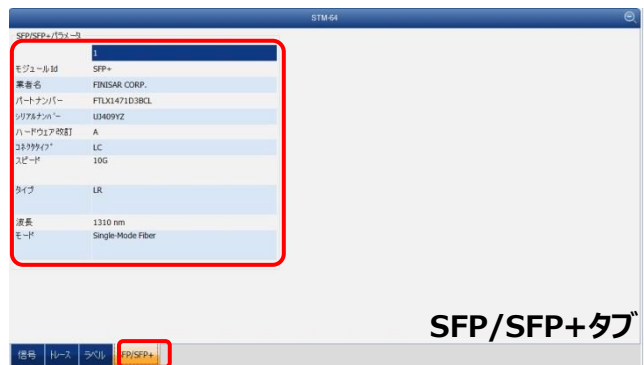 STM-64
SFP/SFP+パラメータ
1
モジュールId SFP+
業者名 FINISAR CORP.
パートナンバー FTLX1471D3BCL
シリアルナンバー UJ409YZ
ハードウェア改訂 A
コネクタタイプ LC
スピード 10G
タイプ LR
波長 1310 nm
モード Single-Mode Fiber
SFP/SFP+タブ
信号 トレース ラベル FP/SFP+